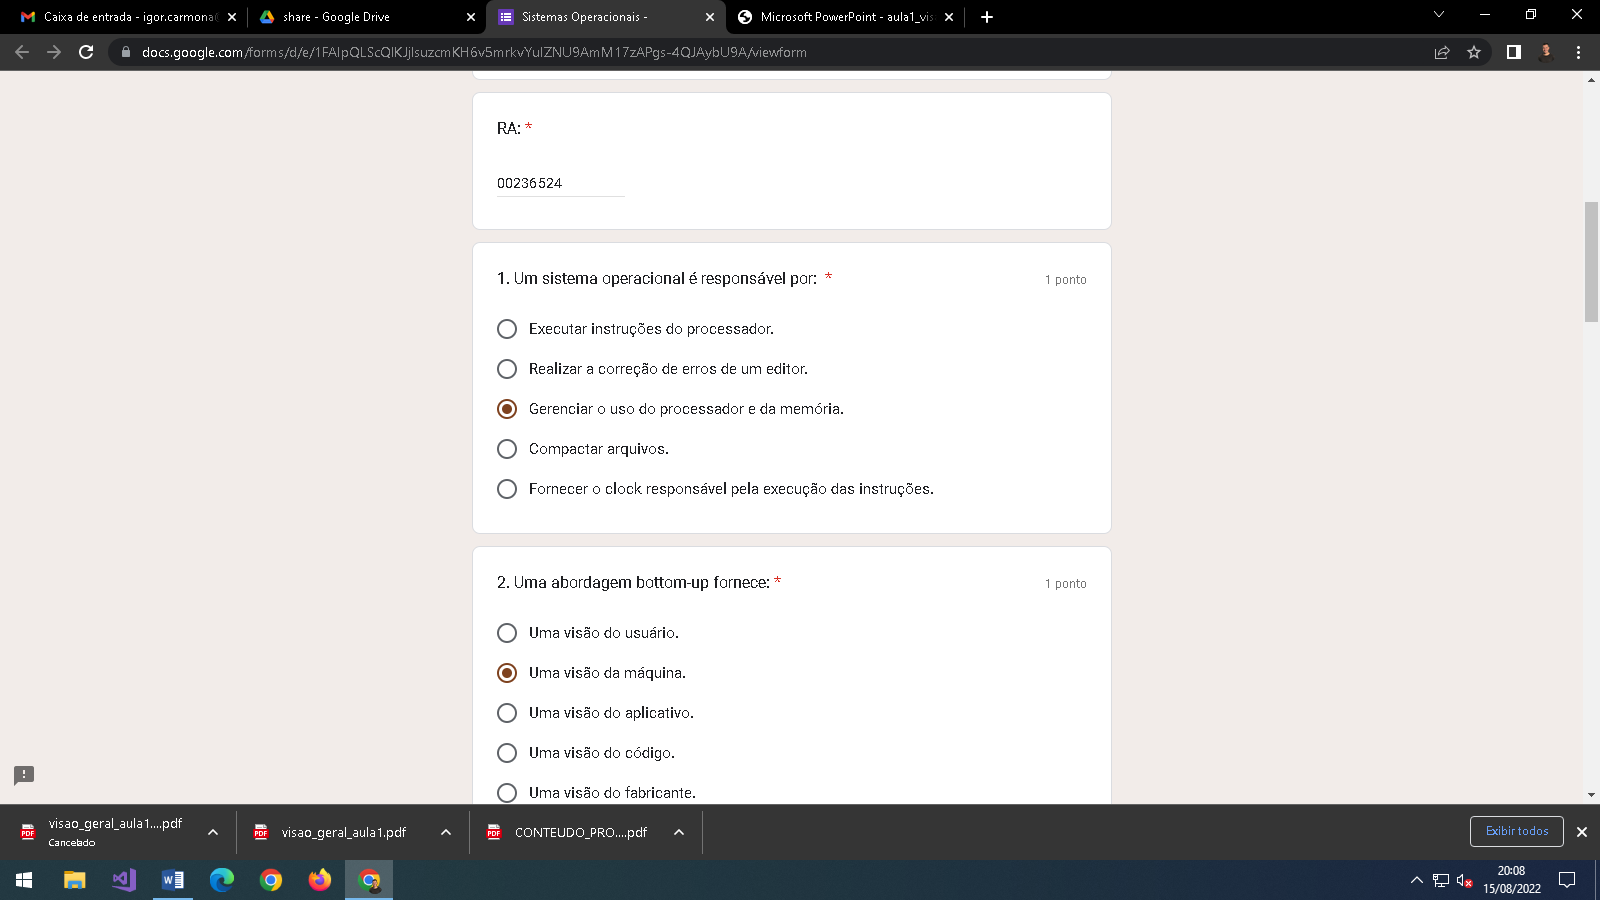 Caixa de entrada - igor.carmona@
share - Google Drive
Sistemas Operacionais -
Microsoft PowerPoint - aula1_vis
docs.google.com/forms/d/e/1FAIpQLScQlKJjlsuzcmKH6v5mrkvYulZNU9AmM17zAPgs-4QJAybU9A/viewform
RA: *
00236524
1. Um sistema operacional é responsável por: *
1 ponto
Executar instruções do processador.
Realizar a correção de erros de um editor.
Gerenciar o uso do processador e da memória.
Compactar arquivos.
Fornecer o clock responsável pela execução das instruções.
2. Uma abordagem bottom-up fornece: *
1 ponto
Uma visão do usuário.
Uma visão da máquina.
Uma visão do aplicativo.
Uma visão do código.
Uma visão do fabricante.
visao_geral_aula1....pdf
Cancelado
visao_geral_aula1.pdf
CONTEUDO_PRO....pdf
Exibir todos
20:08
15/08/2022